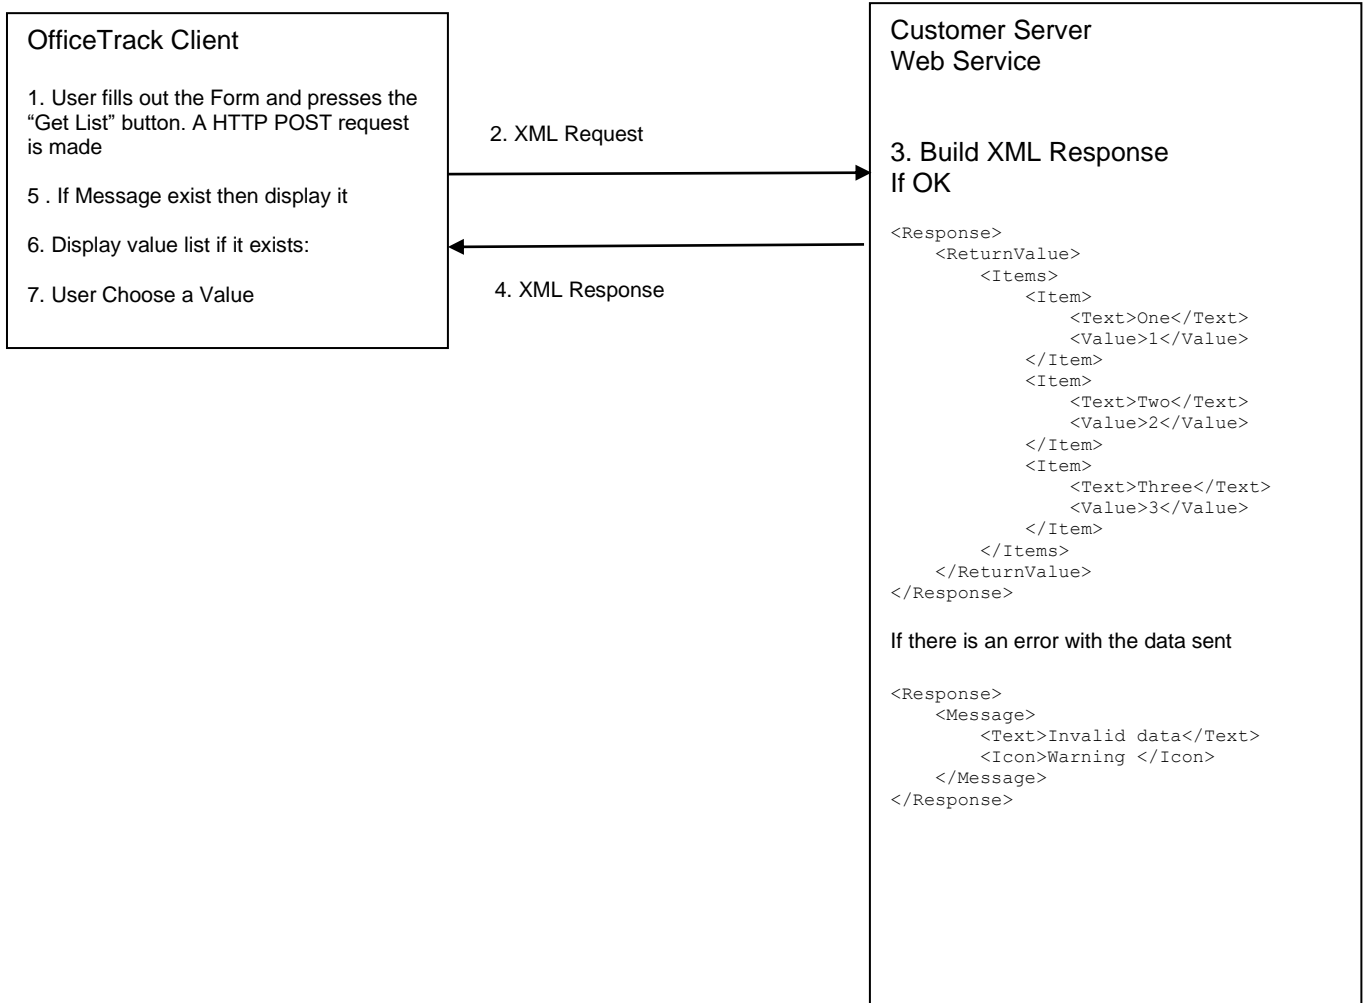 OfficeTrack Client
1. User fills out the Form and presses the
“Get List” button. A HTTP POST request
is made
5 . If Message exist then display it
6. Display value list if it exists:
7. User Choose a Value
2. XML Request
4. XML Response
Customer Server
Web Service
3. Build XML Response
If OK
<Response>
    <ReturnValue>
        <Items>
            <Item>
                <Text>One</Text>
                <Value>1</Value>
            </Item>
            <Item>
                <Text>Two</Text>
                <Value>2</Value>
            </Item>
            <Item>
                <Text>Three</Text>
                <Value>3</Value>
            </Item>
        </Items>
    </ReturnValue>
</Response>
If there is an error with the data sent
<Response>
    <Message>
        <Text>Invalid data</Text>
        <Icon>Warning </Icon>
    </Message>
</Response>